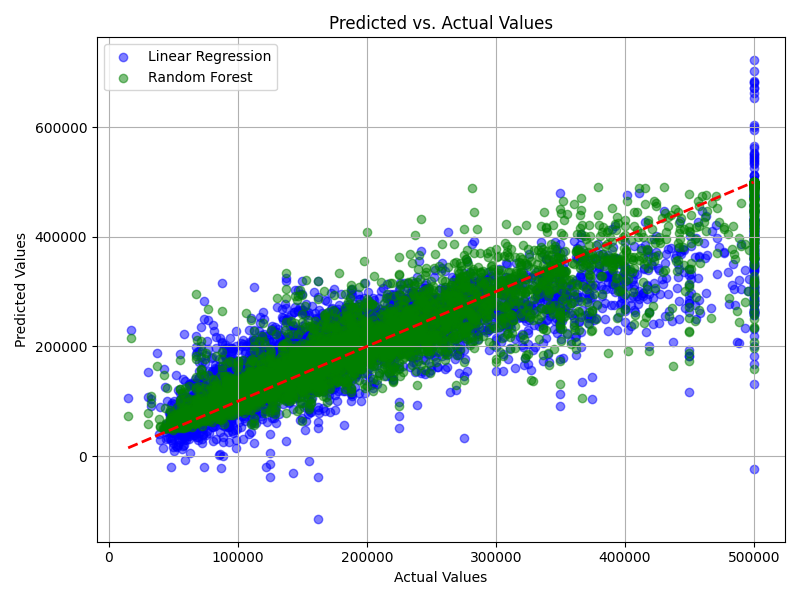 Predicted vs. Actual Values
Linear Regression
Random Forest
600000
400000
200000
0
Predicted Values
0 100000 200000 300000 400000 500000
Actual Values